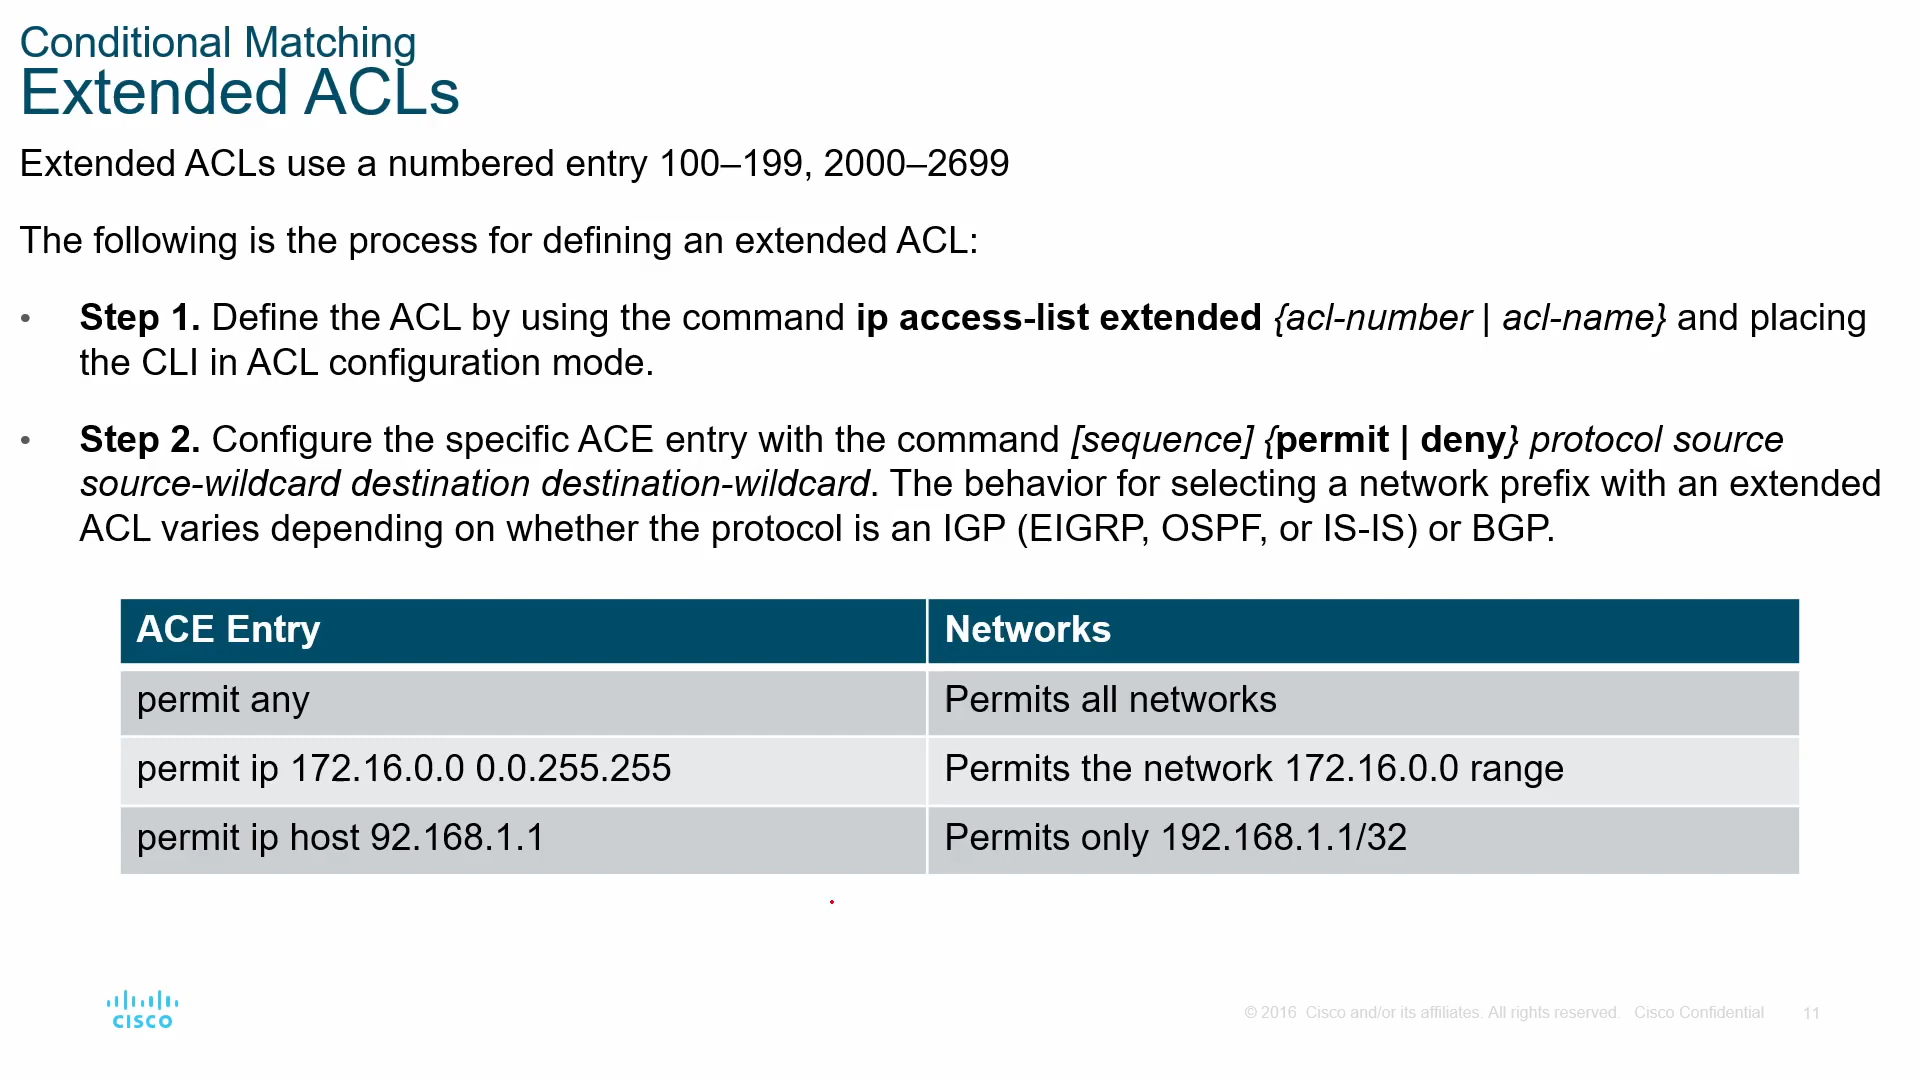 Conditional Matching
Extended ACLs
Extended ACLs use a numbered entry 100–199, 2000–2699
The following is the process for defining an extended ACL:
• Step 1. Define the ACL by using the command ip access-list extended {acl-number | acl-name} and placing
the CLI in ACL configuration mode.
• Step 2. Configure the specific ACE entry with the command [sequence] {permit | deny} protocol source
source-wildcard destination destination-wildcard. The behavior for selecting a network prefix with an extended
ACL varies depending on whether the protocol is an IGP (EIGRP, OSPF, or IS-IS) or BGP.
ACE Entry Networks
permit any Permits all networks
permit ip 172.16.0.0 0.0.255.255 Permits the network 172.16.0.0 range
permit ip host 92.168.1.1 Permits only 192.168.1.1/32
CISCO
© 2016 Cisco and/or its affiliates. All rights reserved. Cisco Confidential 11